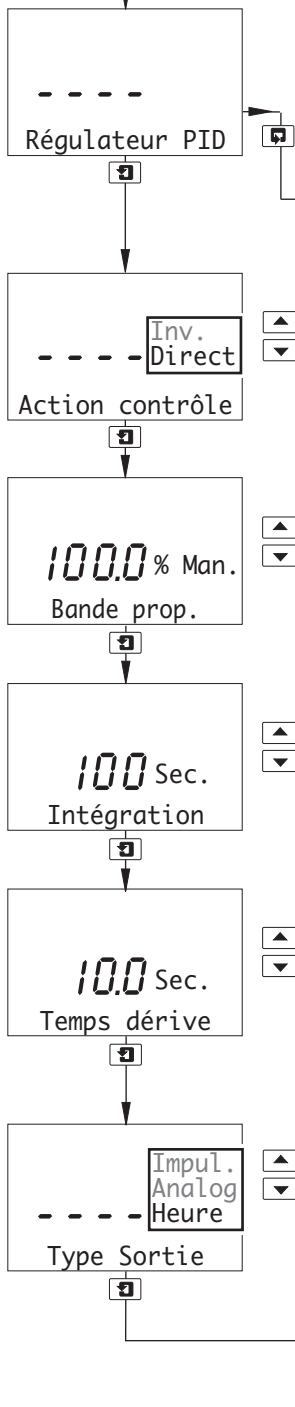 - - - -
Régulateur PID
Inv.
- - - - Direct
Action contrôle
100.0 % Man.
Bande prop.
100 Sec.
Intégration
10.0 Sec.
Temps dérive
Impul.
Analog
- - - - Heure
Type Sortie